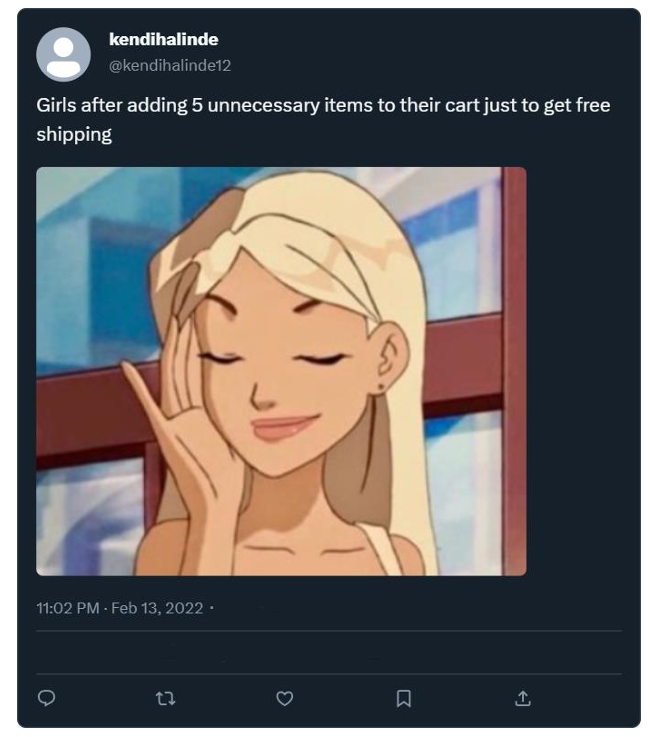 kendihalinde
@kendihalinde12
Girls after adding 5 unnecessary items to their cart just to get free
shipping
11:02 PM · Feb 13, 2022 ·